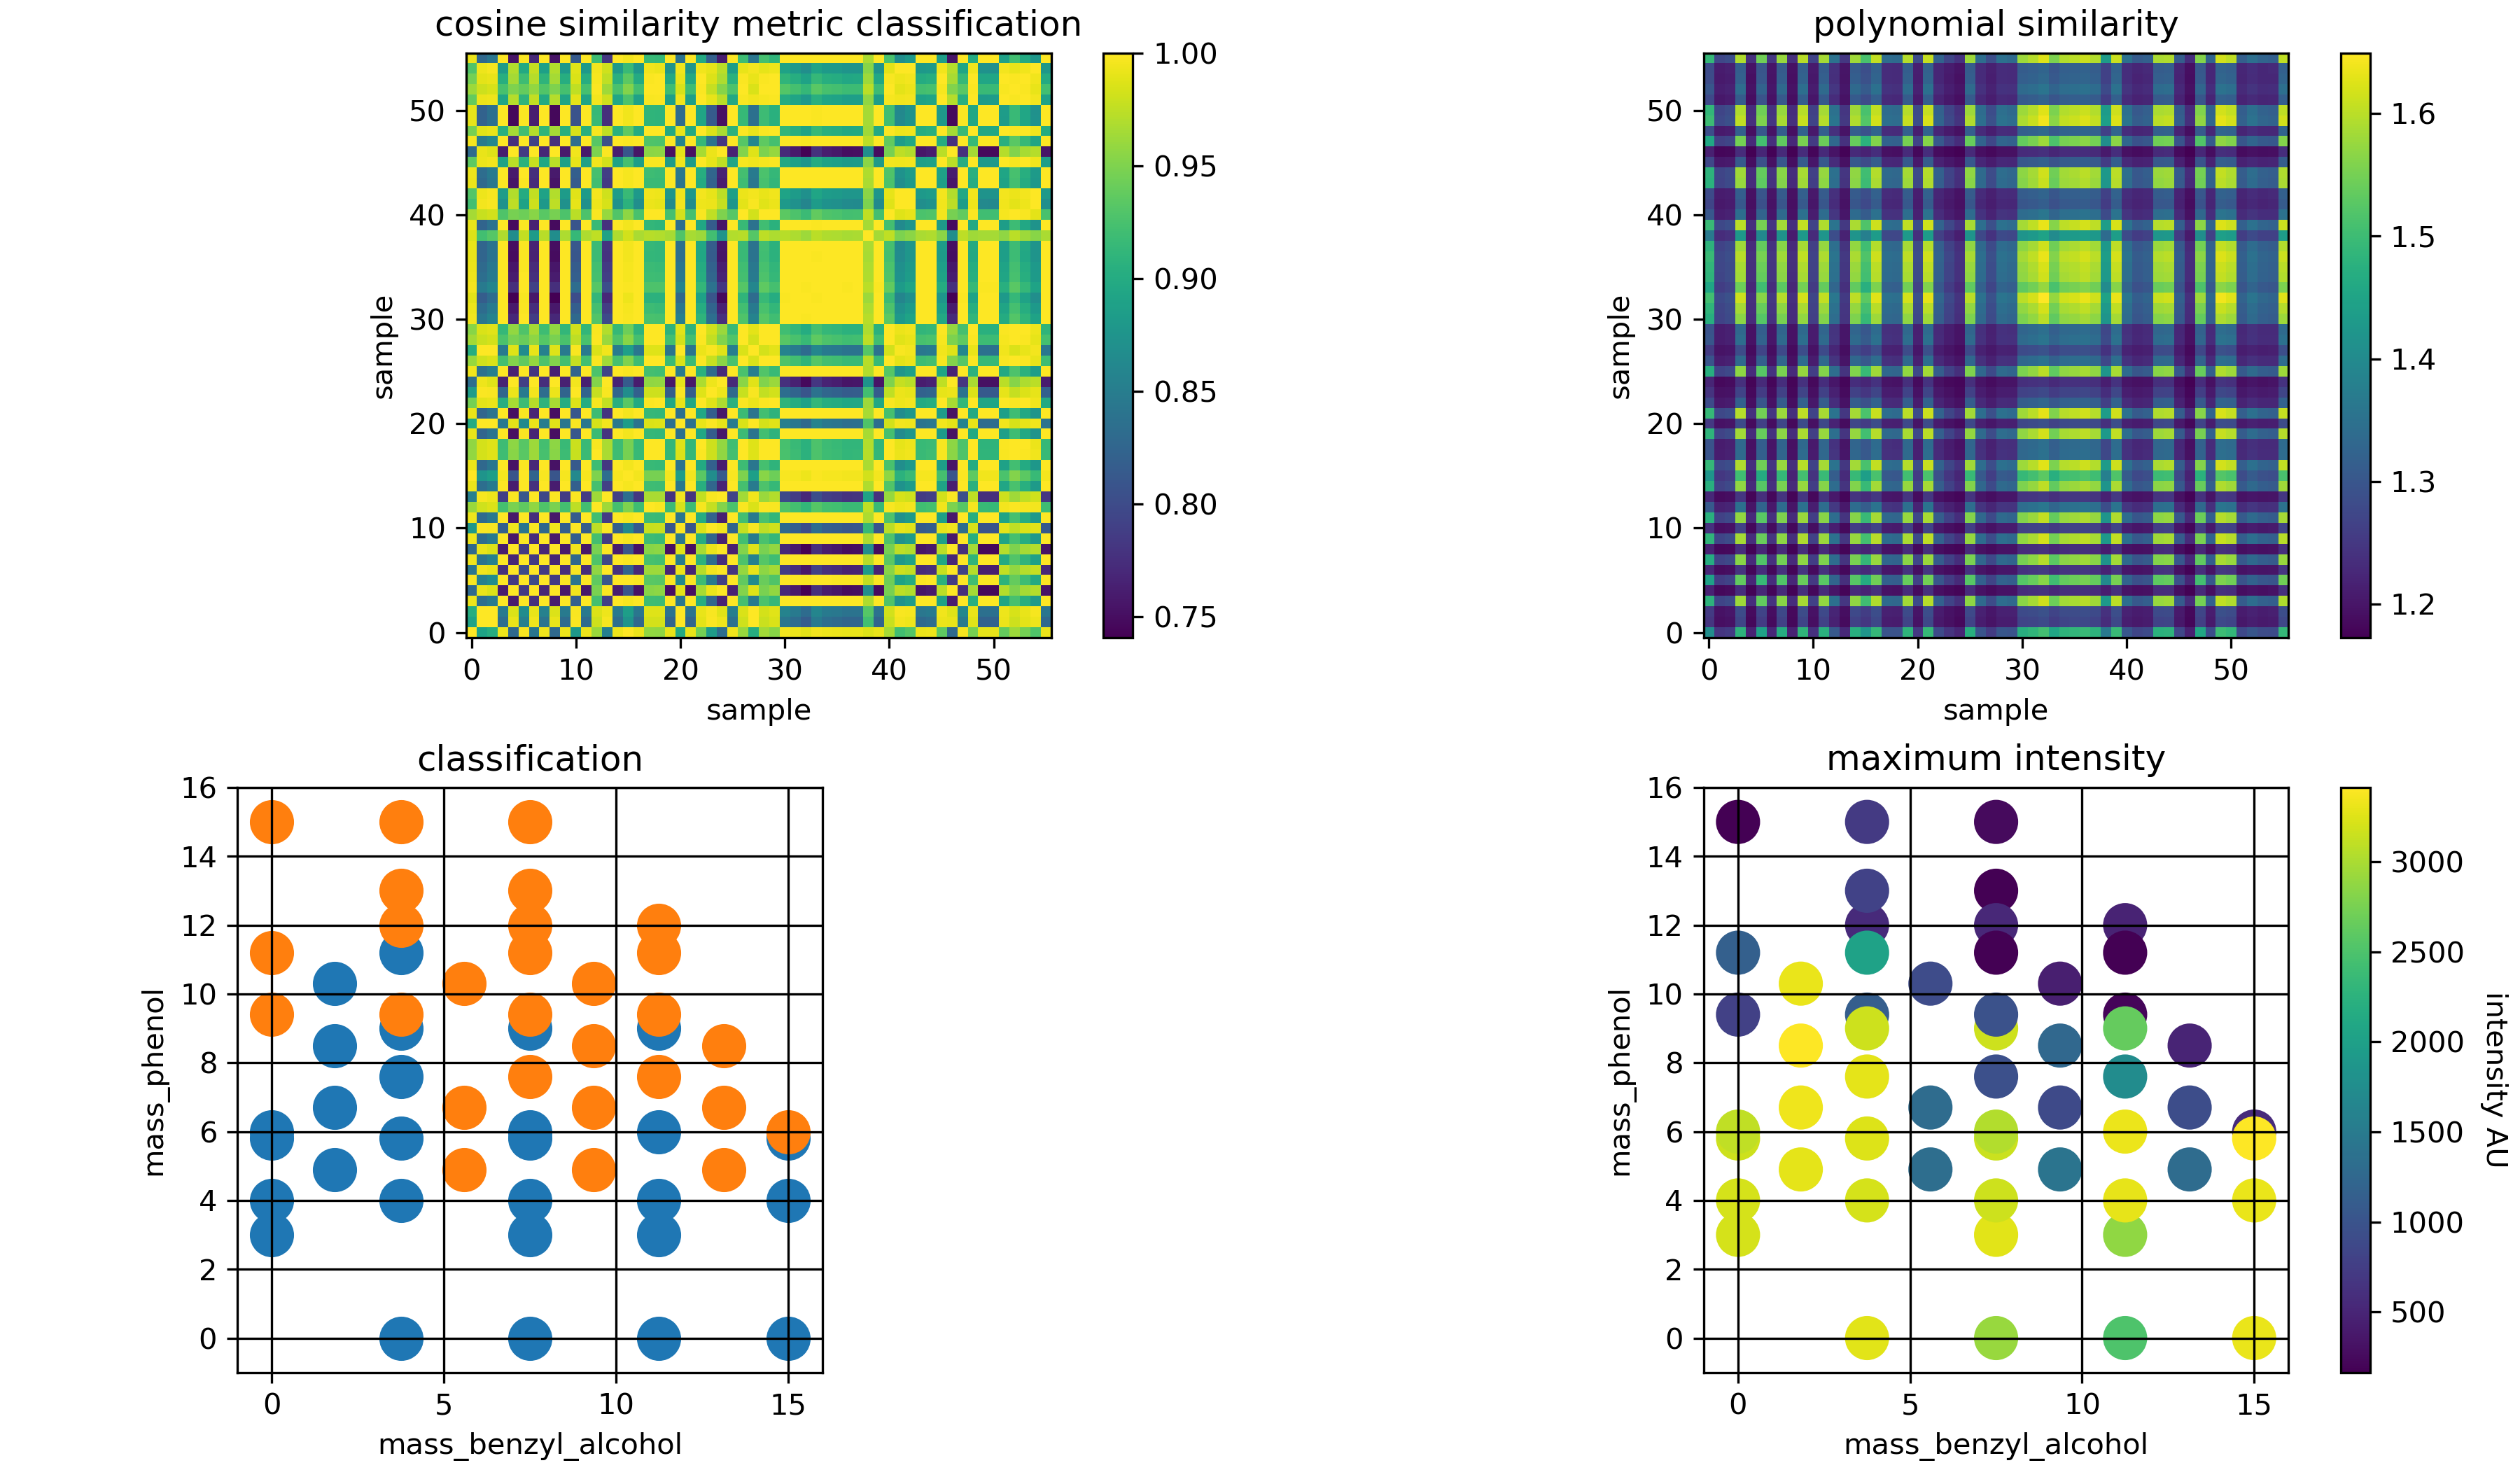 cosine similarity metric classification
polynomial similarity
1.00
0.95
0.90
0.85
0.80
0.75
50
40
30
20
10
0
sample
0 10 20 30 40 50
sample
1.6
1.5
1.4
1.3
1.2
50
40
30
20
10
0
sample
0 10 20 30 40 50
sample
classification
16
14
12
10
8
6
4
2
0
mass_phenol
0 5 10 15
mass_benzyl_alcohol
maximum intensity
16
14
12
10
8
6
4
2
0
mass_phenol
0 5 10 15
mass_benzyl_alcohol
3000
2500
2000
1500
1000
500
intensity AU